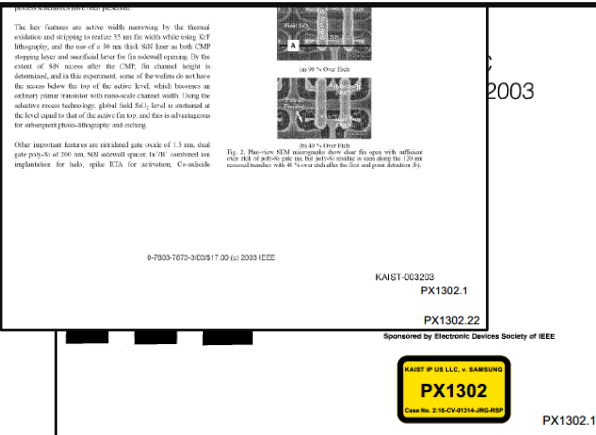 process schematics have been presented.
The key features are active width narrowing by the thermal
oxidation and stripping to realize 35 nm fin width while using KrF
lithography, and the use of a 30 nm thick SiN liner as both CMP
stopping layer and sacrificial layer for fin sidewall opening. By the
extent of SiN recess after the CMP, fin channel height is
determined, and in this experiment, some of the wafers do not have
the recess below the top of the active level, which becomes an
ordinary planar transistor with nano-scale channel width. Using the
selective recess technology, global field SiO₂ level is sustained at
the level equal to that of the active fin top, and this is advantageous
for subsequent photo-lithography and etching.
Other important features are nitridated gate oxide of 1.5 nm, dual
gate poly-Si of 200 nm, SiN sidewall spacer, combined ion
implantation for halo, spike RTA for activation, Co-salicide
Field SiO
A
(a) 90 % Over Etch
(b) 40 % Over Etch
Fig. 2. Plan-view SEM micrographs show clear fin open with sufficient
over etch of poly-Si gate but poly-Si residue is seen along the 120 nm
recessed trenches with 40 % over etch after the first end point detection (b).
0-7803-7873-3/03/$17.00 (c) 2003 IEEE
KAIST-003203
PX1302.1
PX1302.22
C
2003
Sponsored by Electronic Devices Society of IEEE
KAIST IP US LLC, v. SAMSUNG
PX1302
Case No. 2:16-CV-01314-JRG-RSP
PX1302.1